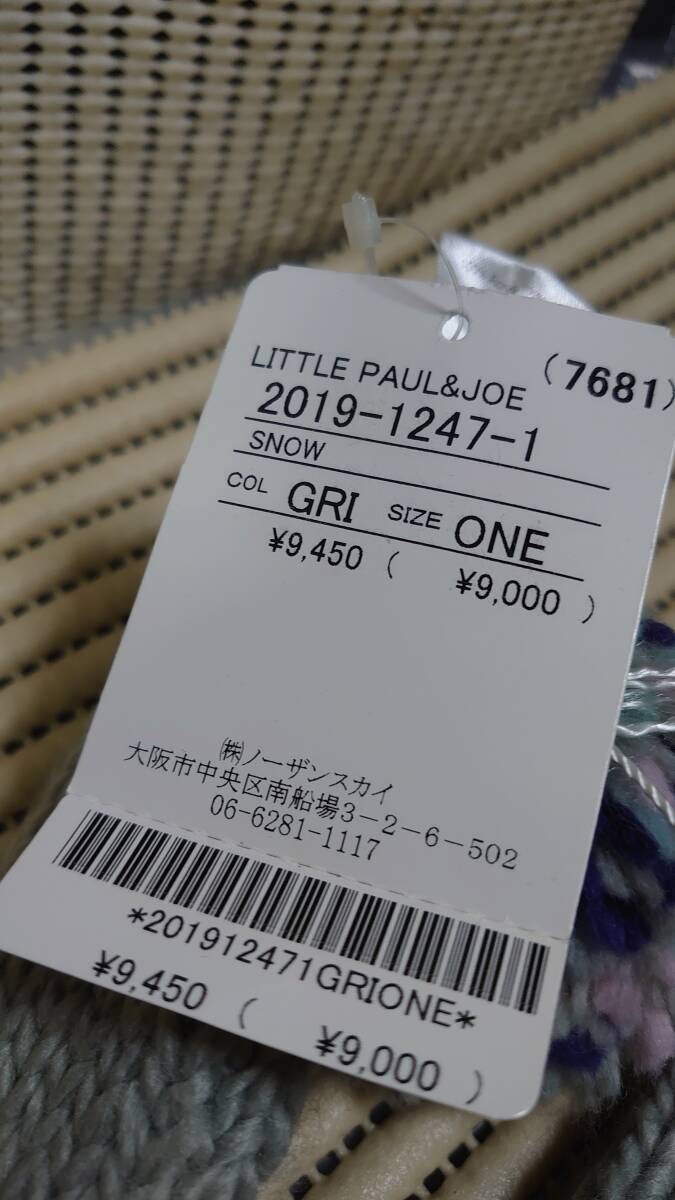 LITTLE PAUL&JOE (7681)
2019-1247-1
SNOW
COL GRI SIZE ONE
¥9,450 ( ¥9,000 )
㈱ノーザンスカイ
大阪市中央区南船場3-2-6-502
06-6281-1117
*201912471GRIONE*
¥9,450 ( ¥9,000 )